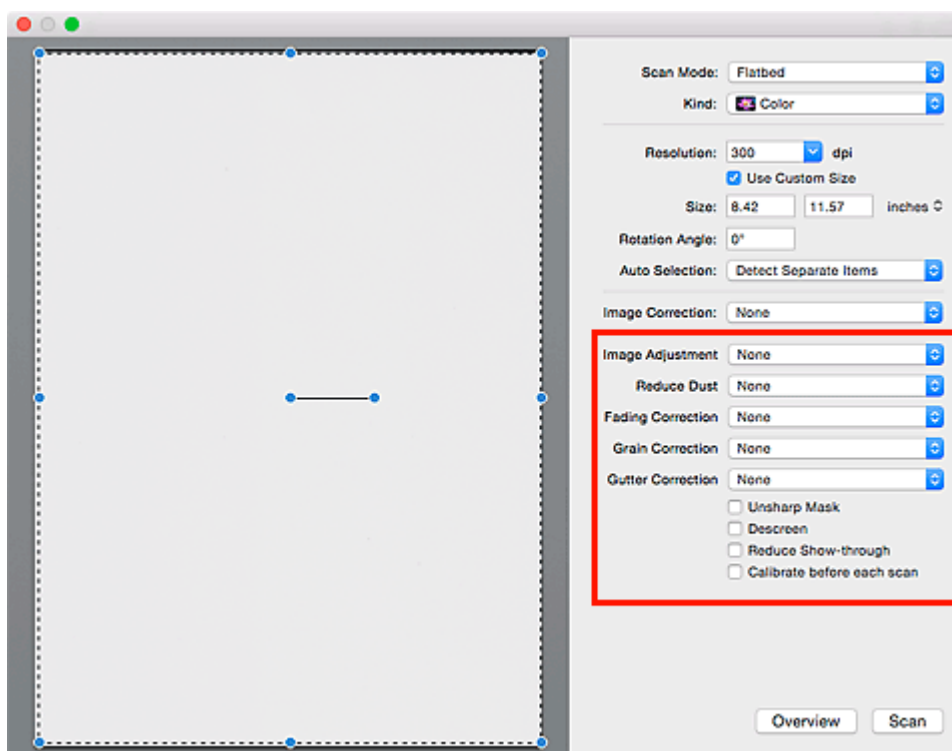 Scan Mode: Flatbed
Kind: Color
Resolution: 300 dpi
Use Custom Size
Size: 8.42 11.57 inches
Rotation Angle: 0°
Auto Selection: Detect Separate Items
Image Correction: None
Image Adjustment None
Reduce Dust None
Fading Correction None
Grain Correction None
Gutter Correction None
Unsharp Mask
Descreen
Reduce Show-through
Calibrate before each scan
Overview Scan